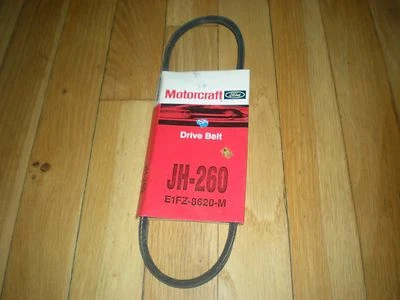 Motorcraft
Ford
Drive Belt
JH-260
E1FZ-8620-M